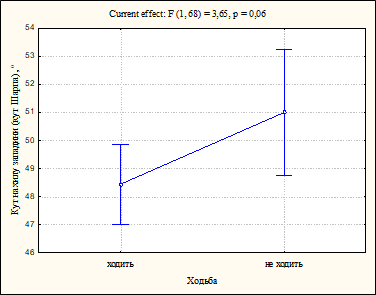 Current effect: F (1, 68) = 3,65, p = 0,06
54
53
52
51
50
49
48
47
46
Кут нахилу западини (кут Шарпа) , °
ходить
не ходить
Ходьба